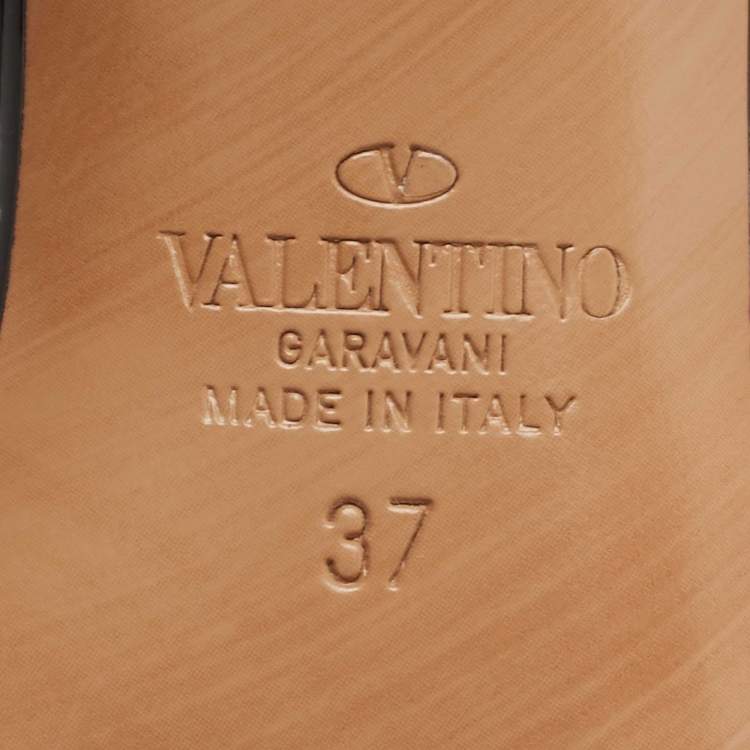 V
VALENTINO
GARAVANI
MADE IN ITALY
37